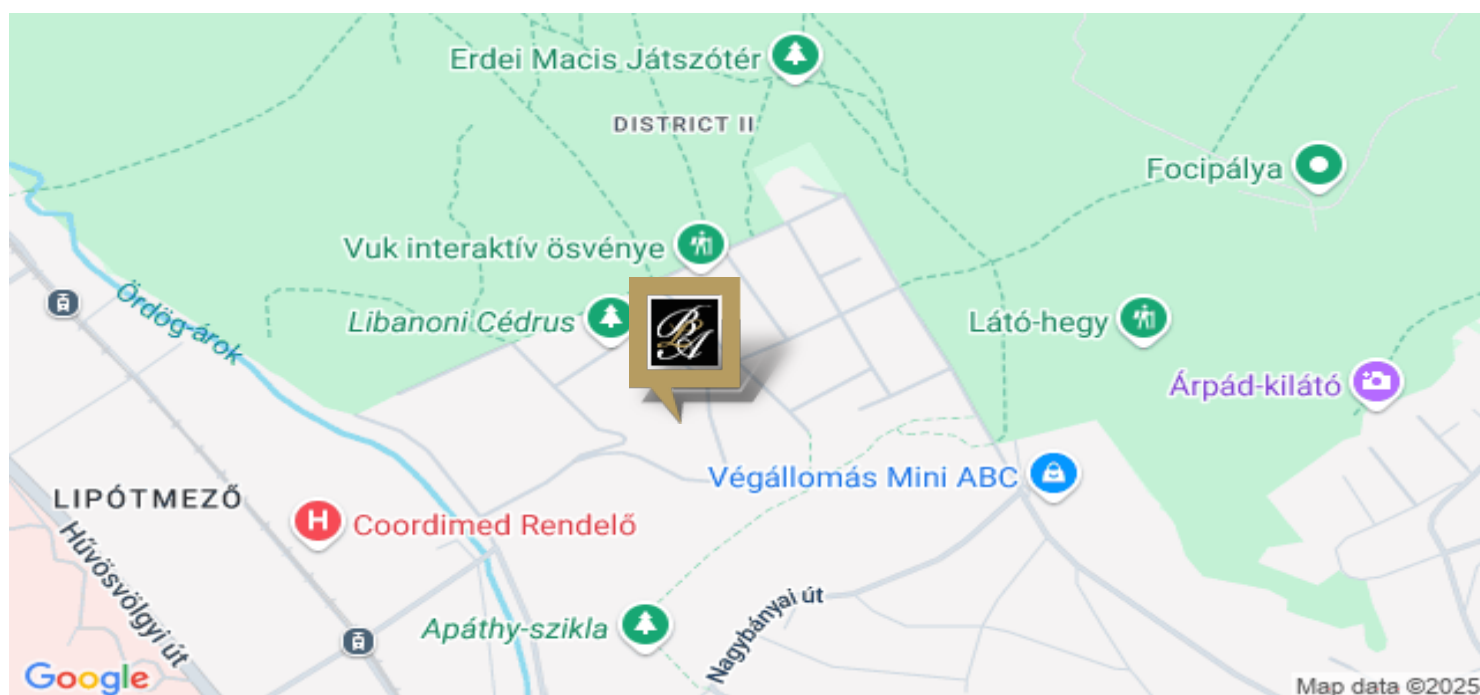 Erdei Macis Játszótér
DISTRICT II
Focipálya
Vuk interaktív ösvénye
Ördög-árok
Libanoni Cédrus
BLA
Látó-hegy
Árpád-kilátó
Végállomás Mini ABC
LIPÓTMEZŐ
H
Coordimed Rendelő
Hűvösvölgyi út
Apáthy-szikla
Nagybányai út
Google
Map data ©2025